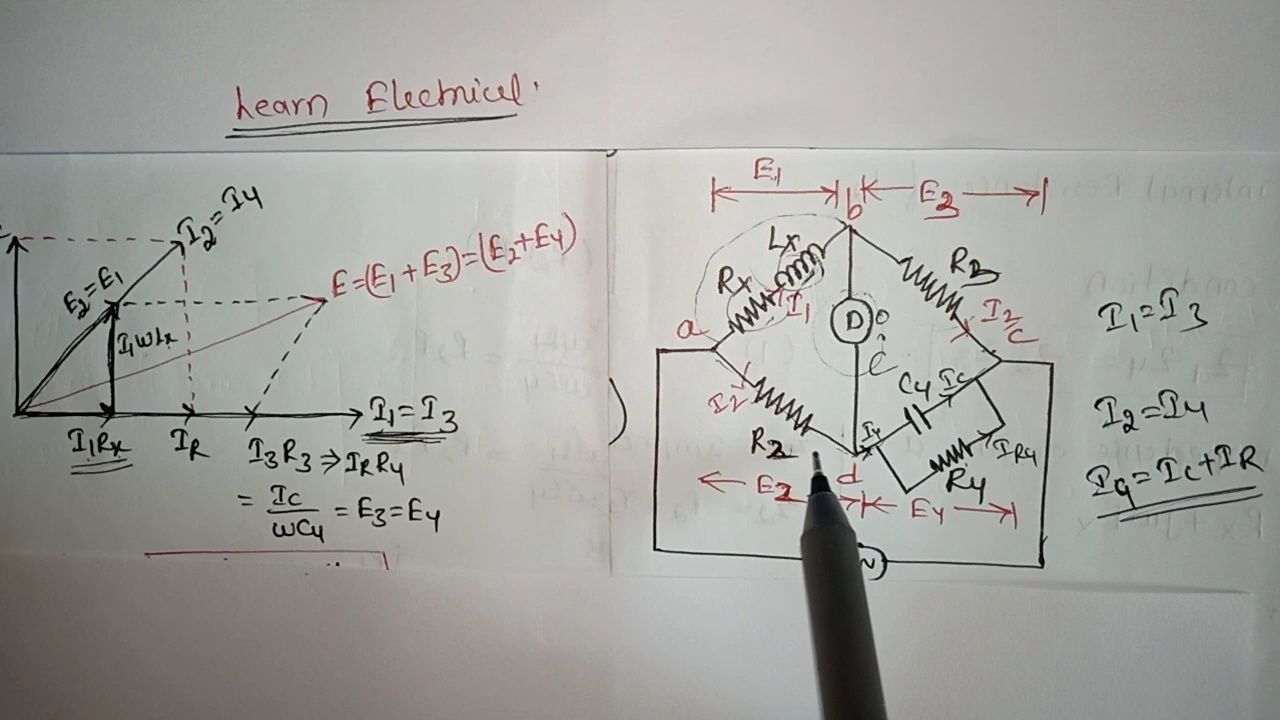 Learn Electrical.
I2=I4
E2=E1
E=(E1+E3)=(E2+E4)
I1WLx
I1=I3
I1Rx
IR
I3R3⇒IRR4
= Ic/ωC4 = E3=E4
E1
E3
b
Lx
Rx
I1
R3
I2
c
a
D
I2
C4
Ic
I4
R2
d
IR4
R4
E2
E4
~
I1=I3
I2=I4
I4=Ic+IR